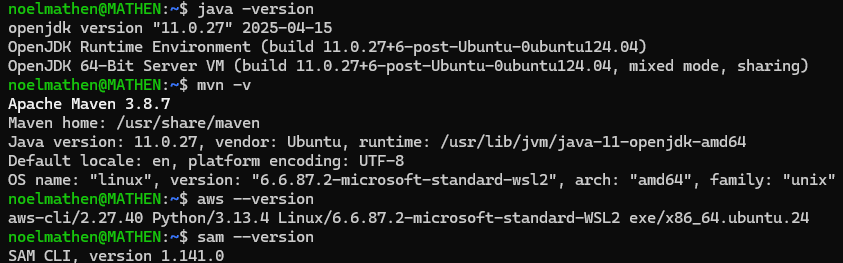 noelmathen@MATHEN:~$ java -version
openjdk version "11.0.27" 2025-04-15
OpenJDK Runtime Environment (build 11.0.27+6-post-Ubuntu-0ubuntu124.04)
OpenJDK 64-Bit Server VM (build 11.0.27+6-post-Ubuntu-0ubuntu124.04, mixed mode, sharing)
noelmathen@MATHEN:~$ mvn -v
Apache Maven 3.8.7
Maven home: /usr/share/maven
Java version: 11.0.27, vendor: Ubuntu, runtime: /usr/lib/jvm/java-11-openjdk-amd64
Default locale: en, platform encoding: UTF-8
OS name: "linux", version: "6.6.87.2-microsoft-standard-wsl2", arch: "amd64", family: "unix"
noelmathen@MATHEN:~$ aws --version
aws-cli/2.27.40 Python/3.13.4 Linux/6.6.87.2-microsoft-standard-WSL2 exe/x86_64.ubuntu.24
noelmathen@MATHEN:~$ sam --version
SAM CLI, version 1.141.0